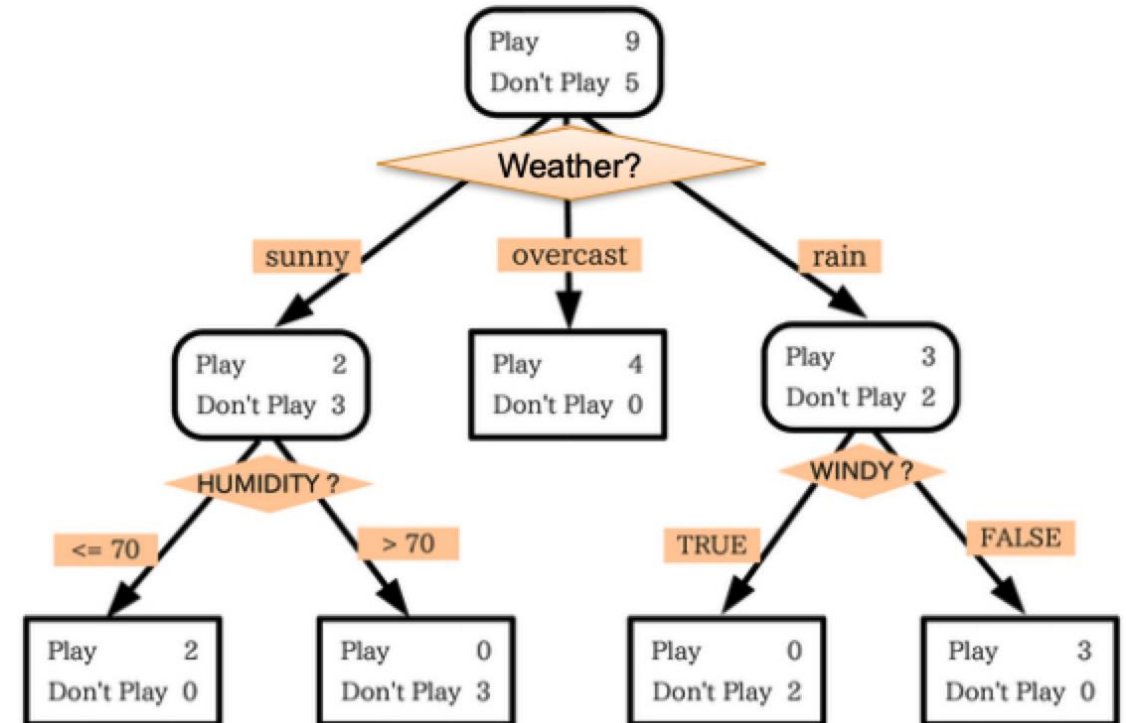 Play 9
Don't Play 5
Weather?
sunny
overcast
rain
Play 2
Don't Play 3
Play 4
Don't Play 0
Play 3
Don't Play 2
HUMIDITY ?
WINDY ?
<= 70
> 70
TRUE
FALSE
Play 2
Don't Play 0
Play 0
Don't Play 3
Play 0
Don't Play 2
Play 3
Don't Play 0